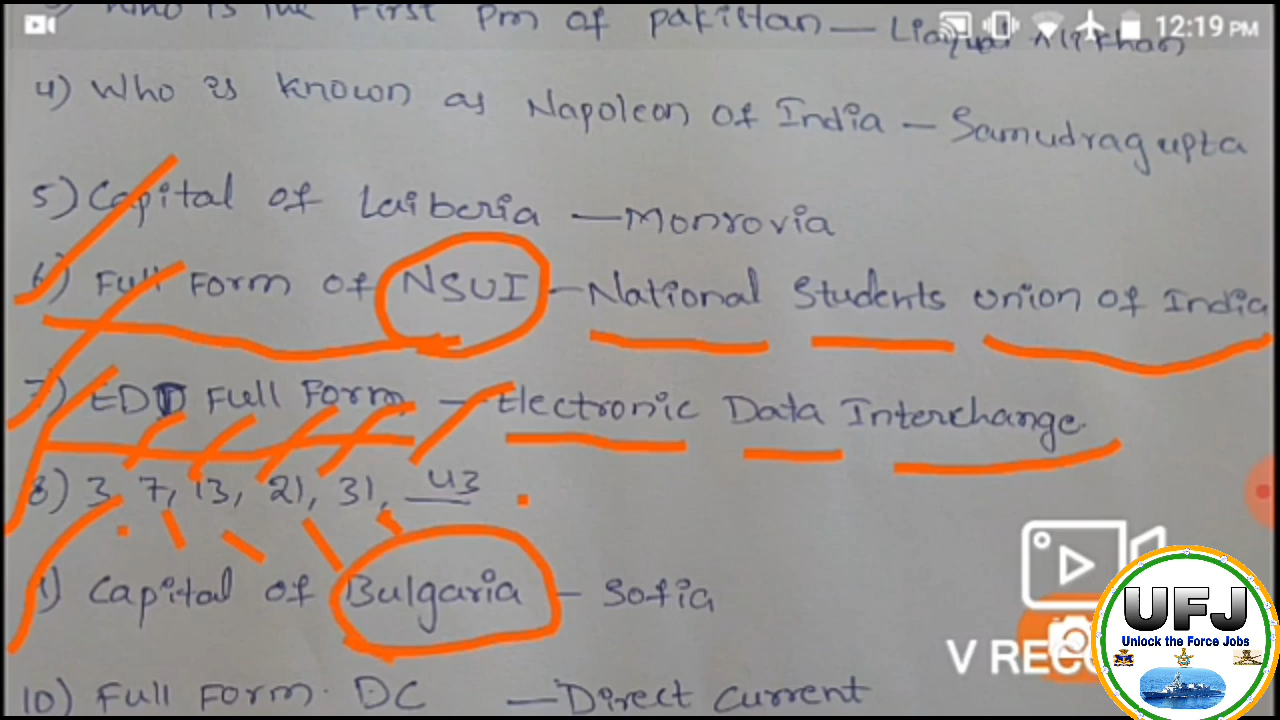 Who is the First Pm of Pakistan — Liaquat Ali Khan
12:19 PM
4) Who is known as Napoleon of India — Samudragupta
5) Capital of Laiberia — Monrovia
6) Full Form of NSUI — National Students Union of India
7) EDI Full Form — Electronic Data Interchange
8) 3, 7, 13, 21, 31, 43
9) Capital of Bulgaria — Sofia
10) Full Form DC — Direct Current
V REC
UFJ
Unlock the Force Jobs